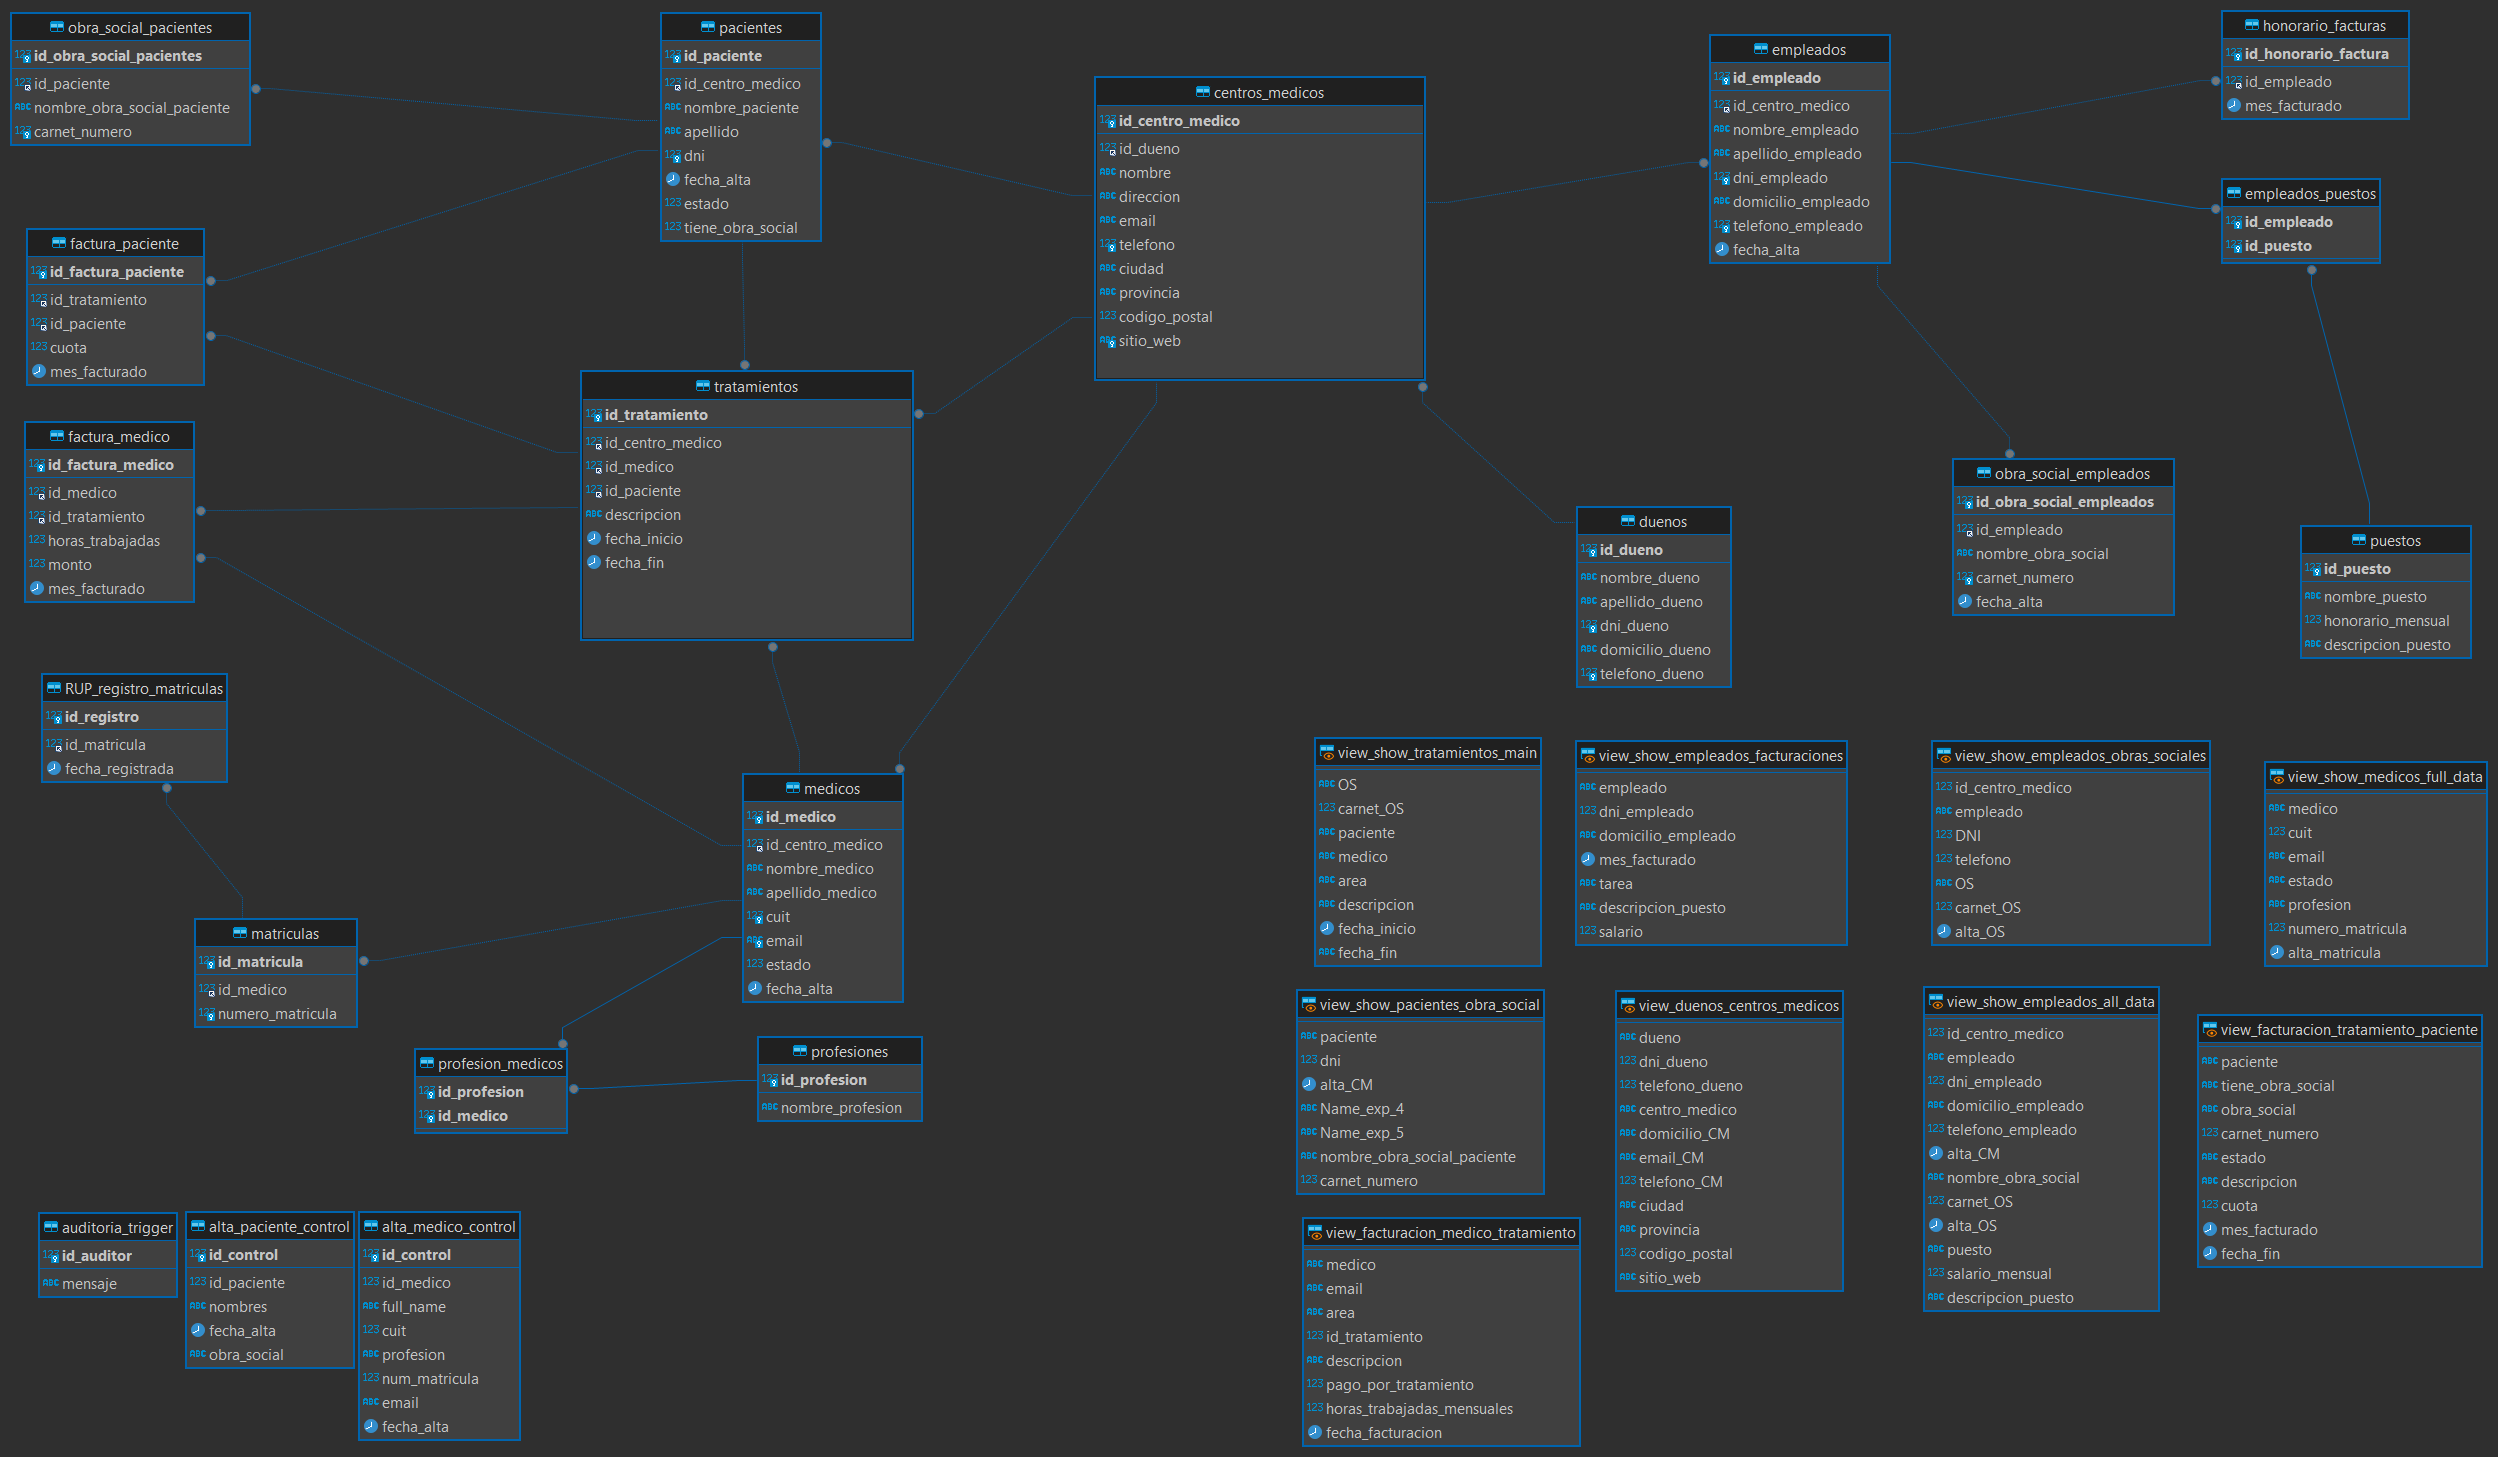 obra_social_pacientes
id_obra_social_pacientes
id_paciente
nombre_obra_social_paciente
carnet_numero
pacientes
id_paciente
id_centro_medico
nombre_paciente
apellido
dni
fecha_alta
estado
tiene_obra_social
centros_medicos
id_centro_medico
id_dueno
nombre
direccion
email
telefono
ciudad
provincia
codigo_postal
sitio_web
empleados
id_empleado
id_centro_medico
nombre_empleado
apellido_empleado
dni_empleado
domicilio_empleado
telefono_empleado
fecha_alta
honorario_facturas
id_honorario_factura
id_empleado
mes_facturado
empleados_puestos
id_empleado
id_puesto
factura_paciente
id_factura_paciente
id_tratamiento
id_paciente
cuota
mes_facturado
tratamientos
id_tratamiento
id_centro_medico
id_medico
id_paciente
descripcion
fecha_inicio
fecha_fin
factura_medico
id_factura_medico
id_medico
id_tratamiento
horas_trabajadas
monto
mes_facturado
duenos
id_dueno
nombre_dueno
apellido_dueno
dni_dueno
domicilio_dueno
telefono_dueno
obra_social_empleados
id_obra_social_empleados
id_empleado
nombre_obra_social
carnet_numero
fecha_alta
puestos
id_puesto
nombre_puesto
honorario_mensual
descripcion_puesto
RUP_registro_matriculas
id_registro
id_matricula
fecha_registrada
medicos
id_medico
id_centro_medico
nombre_medico
apellido_medico
cuit
email
estado
fecha_alta
matriculas
id_matricula
id_medico
numero_matricula
profesion_medicos
id_profesion
id_medico
profesiones
id_profesion
nombre_profesion
view_show_tratamientos_main
OS
carnet_OS
paciente
medico
area
descripcion
fecha_inicio
fecha_fin
view_show_empleados_facturaciones
empleado
dni_empleado
domicilio_empleado
mes_facturado
tarea
descripcion_puesto
salario
view_show_empleados_obras_sociales
id_centro_medico
empleado
DNI
telefono
OS
carnet_OS
alta_OS
view_show_medicos_full_data
medico
cuit
email
estado
profesion
numero_matricula
alta_matricula
view_show_pacientes_obra_social
paciente
dni
alta_CM
Name_exp_4
Name_exp_5
nombre_obra_social_paciente
carnet_numero
view_duenos_centros_medicos
dueno
dni_dueno
telefono_dueno
centro_medico
domicilio_CM
email_CM
telefono_CM
ciudad
provincia
codigo_postal
sitio_web
view_show_empleados_all_data
id_centro_medico
empleado
dni_empleado
domicilio_empleado
telefono_empleado
alta_CM
nombre_obra_social
carnet_OS
alta_OS
puesto
salario_mensual
descripcion_puesto
view_facturacion_tratamiento_paciente
paciente
tiene_obra_social
obra_social
carnet_numero
estado
descripcion
cuota
mes_facturado
fecha_fin
auditoria_trigger
id_auditor
mensaje
alta_paciente_control
id_control
id_paciente
nombres
fecha_alta
obra_social
alta_medico_control
id_control
id_medico
full_name
cuit
profesion
num_matricula
email
fecha_alta
view_facturacion_medico_tratamiento
medico
email
area
id_tratamiento
descripcion
pago_por_tratamiento
horas_trabajadas_mensuales
fecha_facturacion